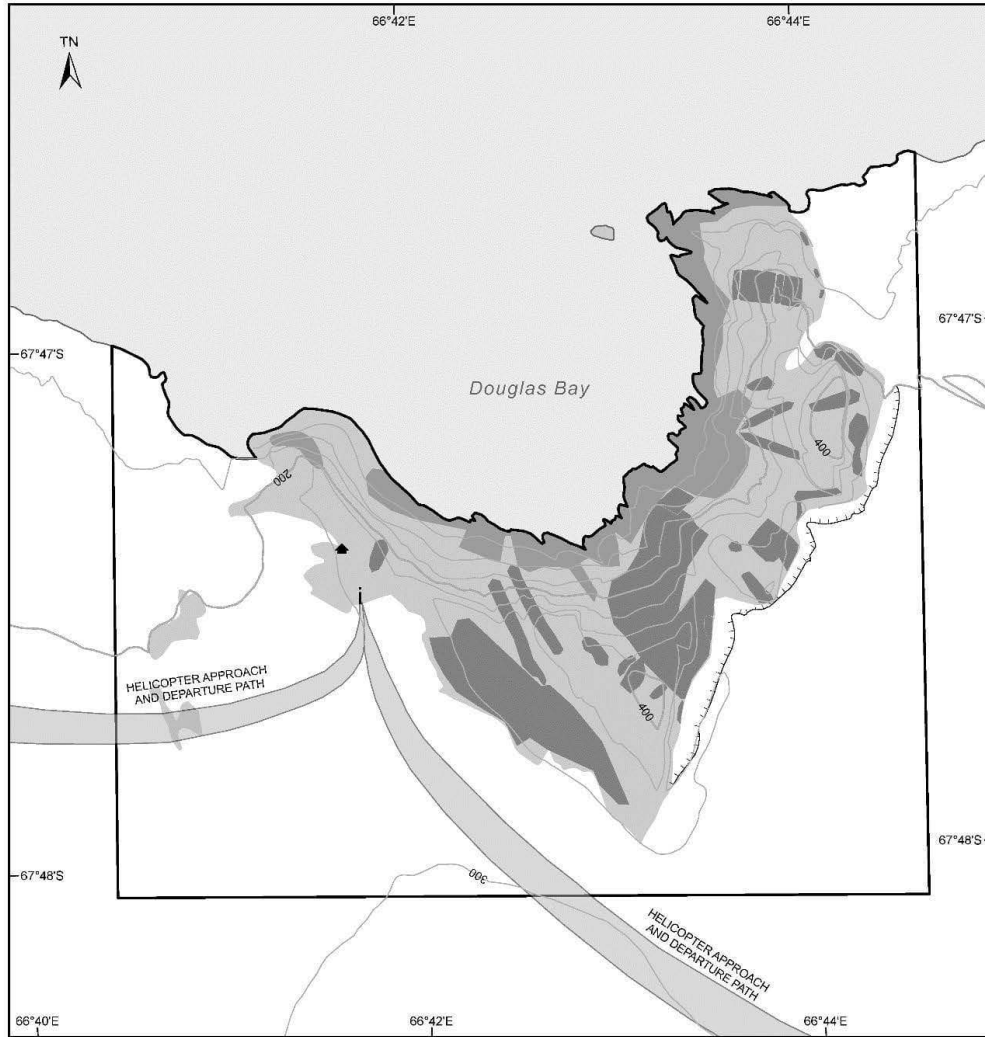 66°42'E
66°44'E
TN
67°47'S
67°47'S
Douglas Bay
400
200
HELICOPTER APPROACH
AND DEPARTURE PATH
400
67°48'S
67°48'S
300
HELICOPTER APPROACH
AND DEPARTURE PATH
66°40'E
66°42'E
66°44'E